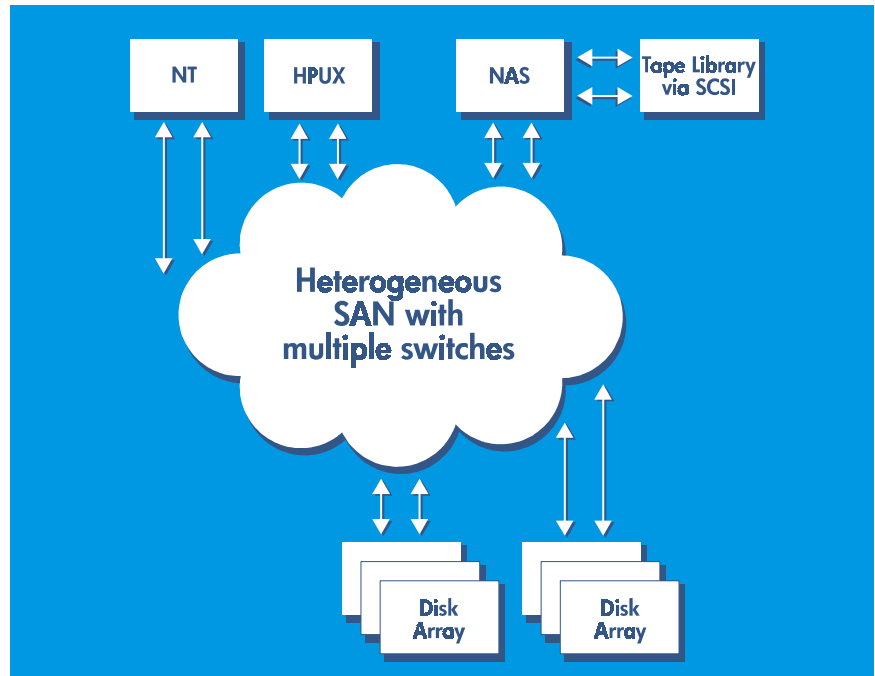 NT
HPUX
NAS
Tape Library
via SCSI
Heterogeneous
SAN with
multiple switches
Disk
Array
Disk
Array